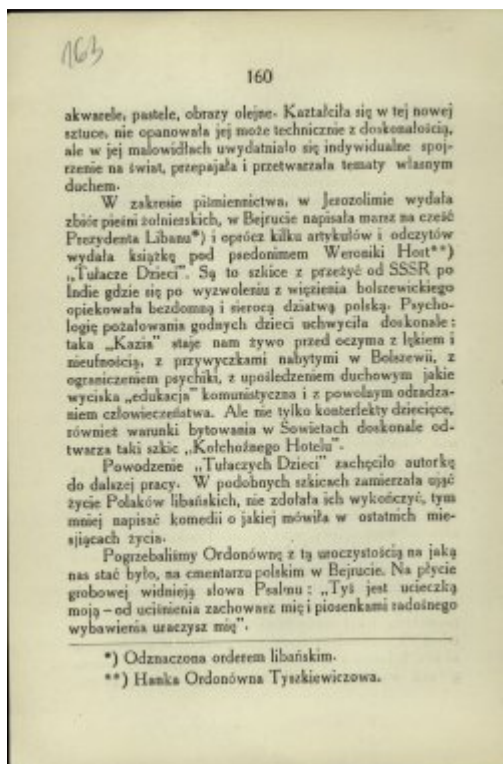 163
160
akwarele, pastele, obrazy olejne. Kształciła się w tej nowej
sztuce, nie opanowała jej może technicznie z doskonałością,
ale w jej malowidłach uwydatniało się indywidualne spoj-
rzenie na świat, przepajała i przetwarzała tematy własnym
duchem.
W zakresie piśmiennictwa, w Jerozolimie wydała
zbiór pieśni żołnierskich, w Bejrucie napisała marsz na cześć
Prezydenta Libanu*) i oprócz kilku artykułów i odczytów
wydała książkę pod psedonimem Weroniki Hort**)
„Tułacze Dzieci". Są to szkice z przeżyć od SSSR po
Indie gdzie się po wyzwoleniu z więzienia bolszewickiego
opiekowała bezdomną i sierocą dziatwą polską. Psycho-
logię pożałowania godnych dzieci uchwyciła doskonale:
taka „Kazia" staje nam żywo przed oczyma z lękiem i
nieufnością, z przywyczkami nabytymi w Bolszewii, z
ograniczeniem psychiki, z upośledzeniem duchowym jakie
wyciska „edukacja" komunistyczna i z powolnym odradza-
niem człowieczeństwa. Ale nie tylko konterfekty dziecięce,
również warunki bytowania w Sowietach doskonale od-
twarza taki szkic „Kołchoźnego Hotelu".
Powodzenie „Tułaczych Dzieci" zachęciło autorkę
do dalszej pracy. W podobnych szkicach zamierzała ująć
życie Polaków libańskich, nie zdołała ich wykończyć, tym
mniej napisać komedii o jakiej mówiła w ostatnich mie-
siącach życia.
Pogrzebaliśmy Ordonównę z tą uroczystością na jaką
nas stać było, na cmentarzu polskim w Bejrucie. Na płycie
grobowej widnieją słowa Psalmu: „Tyś jest ucieczką
moją – od uciśnienia zachowasz mię i piosenkami radosnego
wybawienia uraczysz mię".
*) Odznaczona orderem libańskim.
**) Hanka Ordonówna Tyszkiewiczowa.